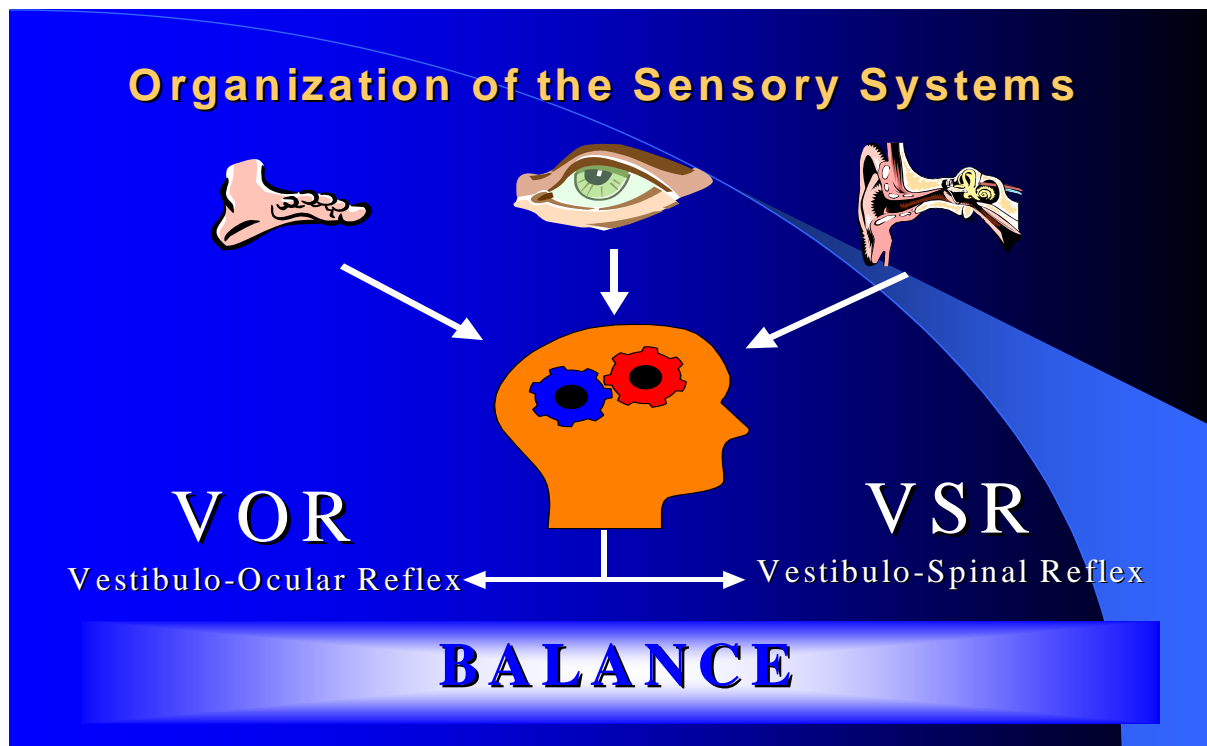 Organization of the Sensory Systems
VOR
Vestibulo-Ocular Reflex
VSR
Vestibulo-Spinal Reflex
BALANCE